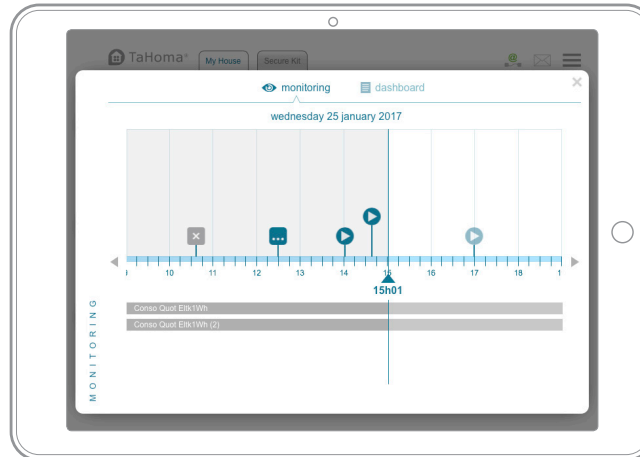 TaHoma® My House Secure Kit
monitoring dashboard
wednesday 25 january 2017
10 11 12 13 14 15 16 17 18
15h01
MONITORING
Conso Quot Eltk1Wh
Conso Quot Eltk1Wh (2)